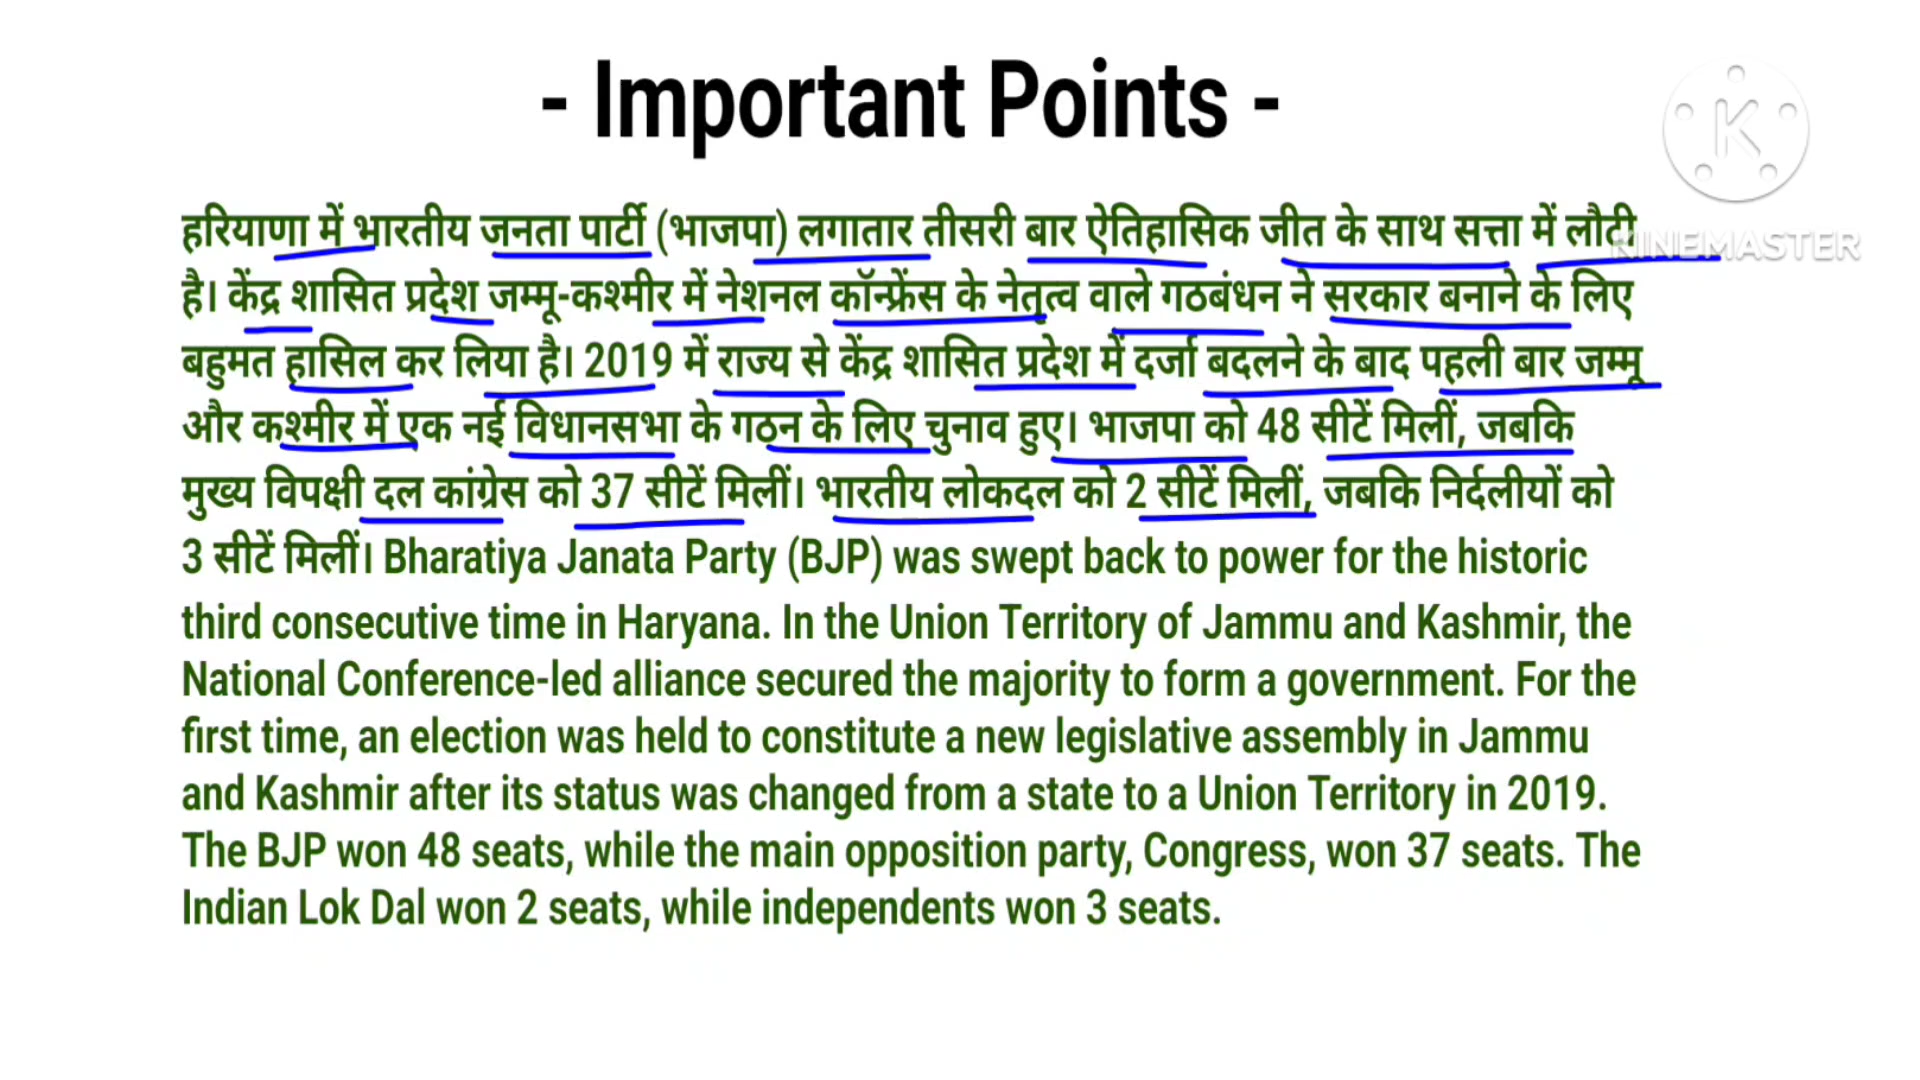 - Important Points -
KINEMASTER
हरियाणा में भारतीय जनता पार्टी (भाजपा) लगातार तीसरी बार ऐतिहासिक जीत के साथ सत्ता में लौटी
है। केंद्र शासित प्रदेश जम्मू-कश्मीर में नेशनल कॉन्फ्रेंस के नेतृत्व वाले गठबंधन ने सरकार बनाने के लिए
बहुमत हासिल कर लिया है। 2019 में राज्य से केंद्र शासित प्रदेश में दर्जा बदलने के बाद पहली बार जम्मू
और कश्मीर में एक नई विधानसभा के गठन के लिए चुनाव हुए। भाजपा को 48 सीटें मिलीं, जबकि
मुख्य विपक्षी दल कांग्रेस को 37 सीटें मिलीं। भारतीय लोकदल को 2 सीटें मिलीं, जबकि निर्दलीयों को
3 सीटें मिलीं। Bharatiya Janata Party (BJP) was swept back to power for the historic
third consecutive time in Haryana. In the Union Territory of Jammu and Kashmir, the
National Conference-led alliance secured the majority to form a government. For the
first time, an election was held to constitute a new legislative assembly in Jammu
and Kashmir after its status was changed from a state to a Union Territory in 2019.
The BJP won 48 seats, while the main opposition party, Congress, won 37 seats. The
Indian Lok Dal won 2 seats, while independents won 3 seats.